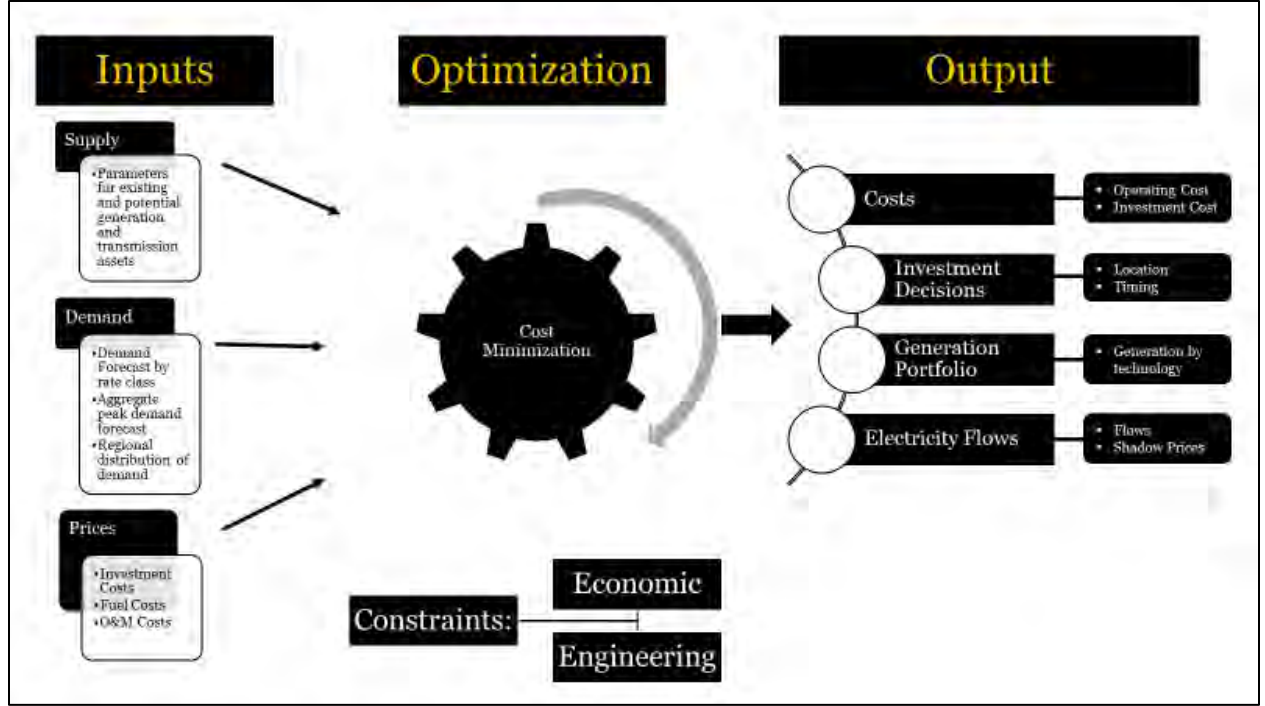 Inputs
Optimization
Output
Supply
•Parameters
for existing
and potential
generation
and
transmission
assets
Demand
•Demand
Forecast by
rate class
•Aggregate
peak demand
forecast
•Regional
distribution of
demand
Prices
•Investment
Costs
•Fuel Costs
•O&M Costs
Cost
Minimization
Constraints:
Economic
Engineering
Costs
▪ Operating Cost
▪ Investment Cost
Investment
Decisions
▪ Location
▪ Timing
Generation
Portfolio
▪ Generation by
technology
Electricity Flows
▪ Flows
▪ Shadow Prices